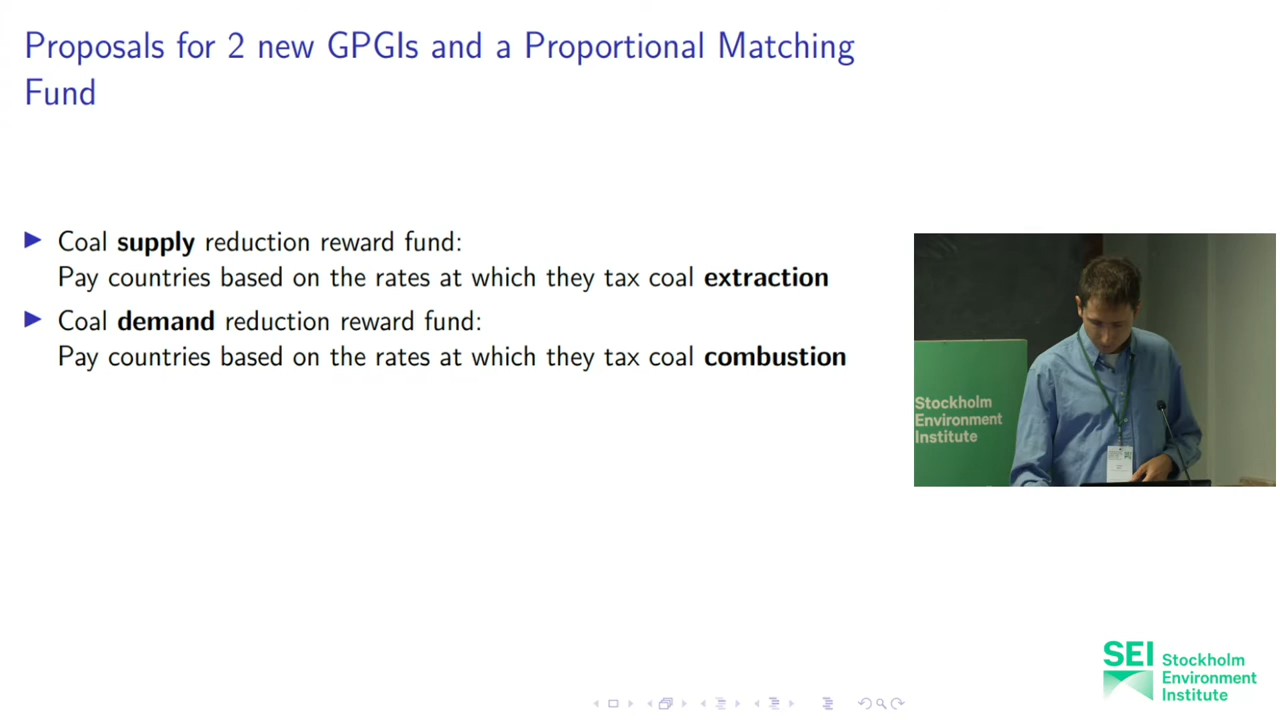 Proposals for 2 new GPGIs and a Proportional Matching
Fund
Coal supply reduction reward fund:
Pay countries based on the rates at which they tax coal extraction
Coal demand reduction reward fund:
Pay countries based on the rates at which they tax coal combustion
Stockholm
Environment
Institute
SEI Stockholm
Environment
Institute